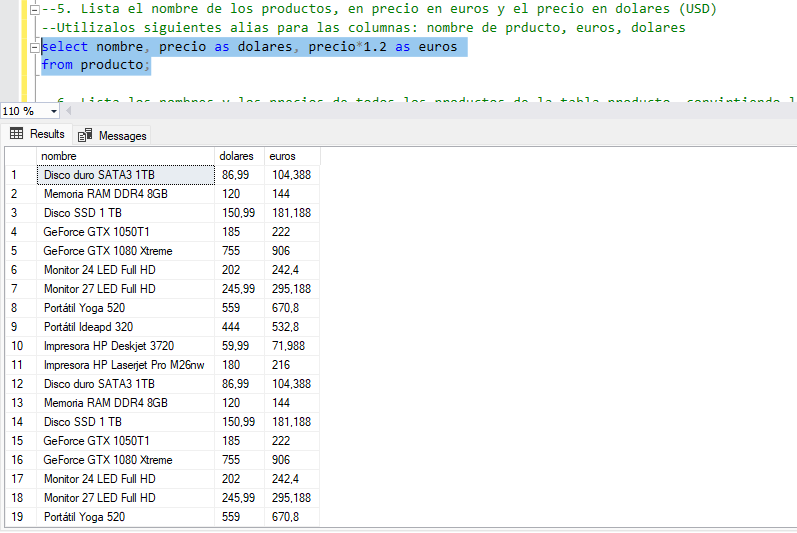 --5. Lista el nombre de los productos, en precio en euros y el precio en dolares (USD)
--Utilizalos siguientes alias para las columnas: nombre de prducto, euros, dolares
select nombre, precio as dolares, precio*1.2 as euros
from producto;
6. Lista los nombres y los precios de todos los productos de la tabla producto, convirtiendo l
110 %
Results Messages
nombre dolares euros
1 Disco duro SATA3 1TB 86,99 104,388
2 Memoria RAM DDR4 8GB 120 144
3 Disco SSD 1 TB 150,99 181,188
4 GeForce GTX 1050T1 185 222
5 GeForce GTX 1080 Xtreme 755 906
6 Monitor 24 LED Full HD 202 242,4
7 Monitor 27 LED Full HD 245,99 295,188
8 Portátil Yoga 520 559 670,8
9 Portátil Ideapd 320 444 532,8
10 Impresora HP Deskjet 3720 59,99 71,988
11 Impresora HP Laserjet Pro M26nw 180 216
12 Disco duro SATA3 1TB 86,99 104,388
13 Memoria RAM DDR4 8GB 120 144
14 Disco SSD 1 TB 150,99 181,188
15 GeForce GTX 1050T1 185 222
16 GeForce GTX 1080 Xtreme 755 906
17 Monitor 24 LED Full HD 202 242,4
18 Monitor 27 LED Full HD 245,99 295,188
19 Portátil Yoga 520 559 670,8